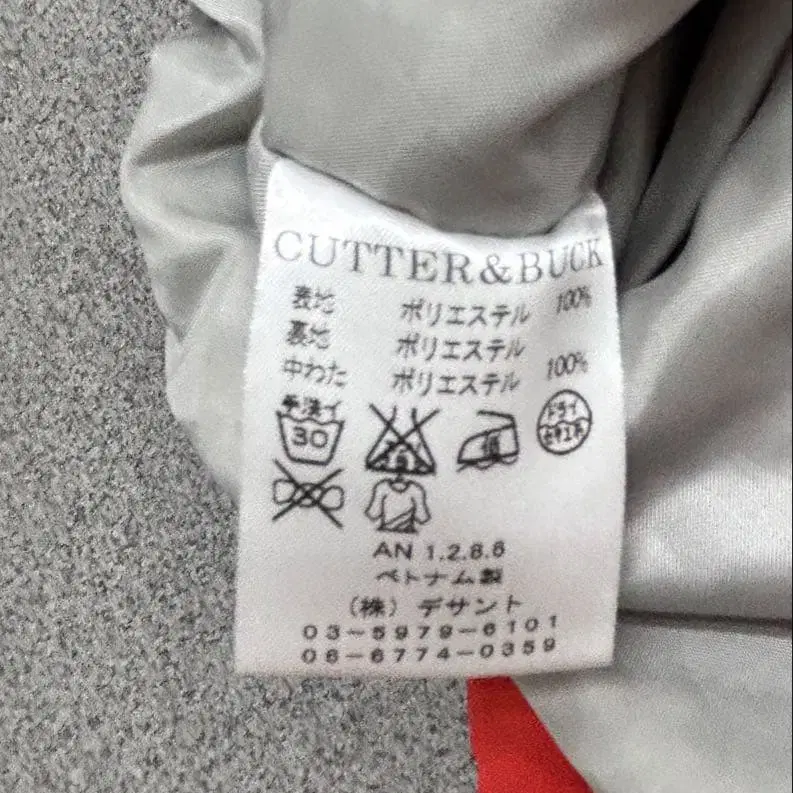 CUTTER&BUCK
表地 ポリエステル 100%
裏地 ポリエステル
中わた ポリエステル 100%
手洗イ
30
ドライ
セキユ系
AN 1.2.8.6
ベトナム製
(株) デサント
03-5979-6101
06-6774-0359